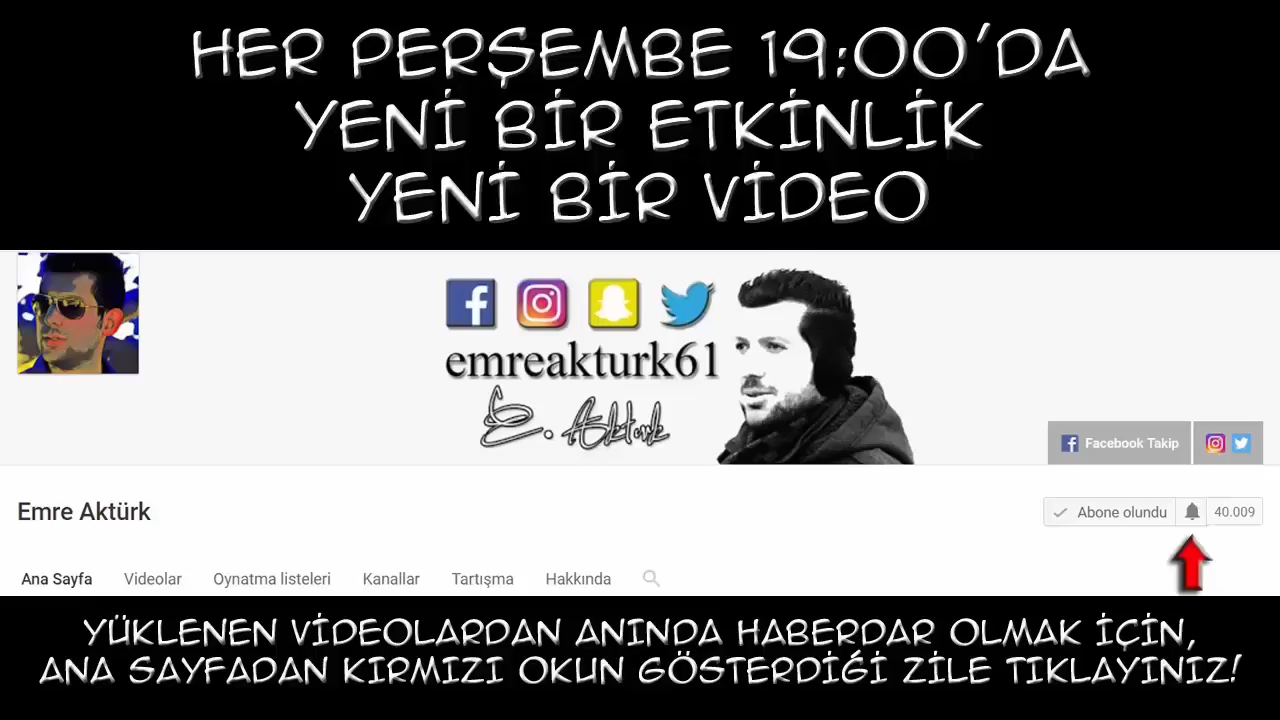 HER PERŞEMBE 19:00'DA
YENİ BİR ETKİNLİK
YENİ BİR VİDEO
emreakturk61
E. Aktürk
Facebook Takip
Emre Aktürk
Abone olundu 40.009
Ana Sayfa Videolar Oynatma listeleri Kanallar Tartışma Hakkında
YÜKLENEN VİDEOLARDAN ANINDA HABERDAR OLMAK İÇİN,
ANA SAYFADAN KIRMIZI OKUN GÖSTERDİĞİ ZİLE TIKLAYINIZ!